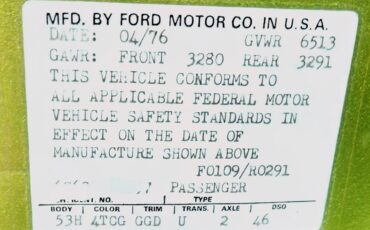 MFD. BY FORD MOTOR CO. IN U.S.A.
DATE: 04/76 GVWR 6513
GAWR: FRONT 3280 REAR 3291
THIS VEHICLE CONFORMS TO
ALL APPLICABLE FEDERAL MOTOR
VEHICLE SAFETY STANDARDS IN
EFFECT ON THE DATE OF
MANUFACTURE SHOWN ABOVE
F0109/R0291
PASSENGER
IDENT. NO. TYPE
BODY COLOR TRIM TRANS. AXLE DSO
53H 4TCG GGD U 2 46